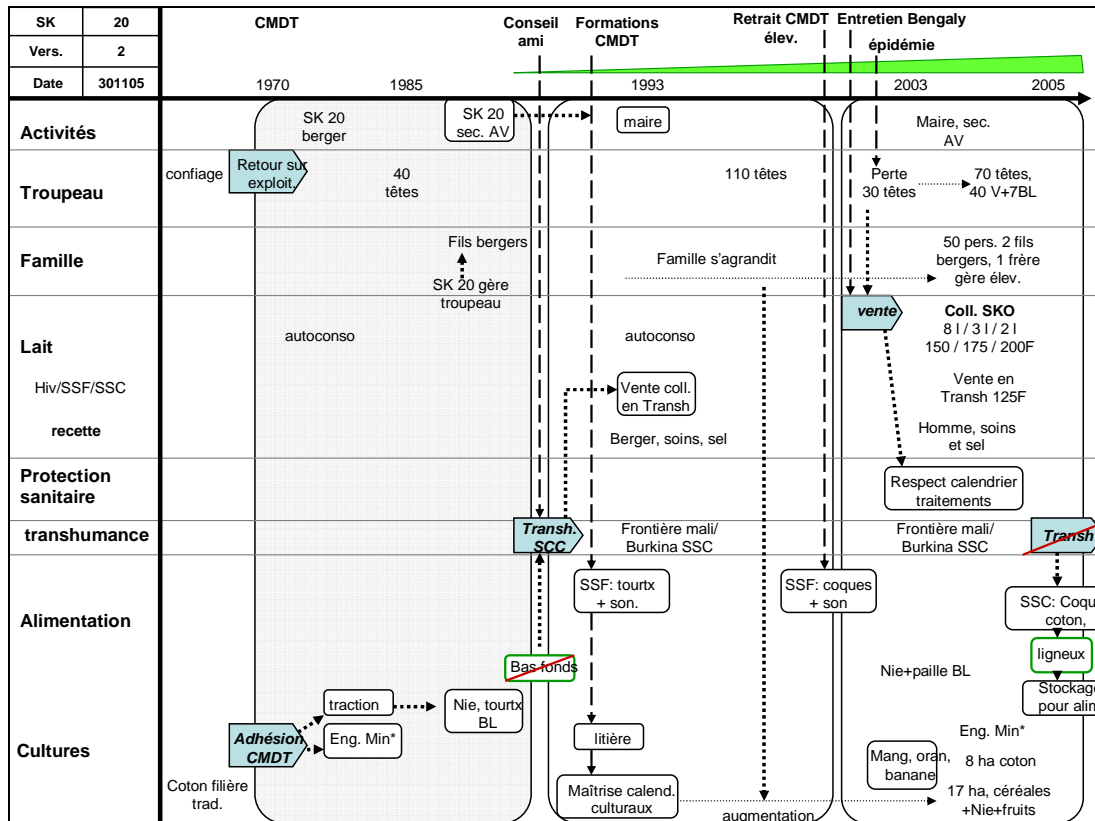 SK 20
Vers. 2
Date 301105
CMDT
Conseil
ami
Formations
CMDT
Retrait CMDT
élev.
Entretien Bengaly
épidémie
1970 1985 1993 2003 2005
Activités
SK 20
berger
SK 20
sec. AV
maire
Maire, sec.
AV
Troupeau
confiage
Retour sur
exploit.
40
têtes
110 têtes
Perte
30 têtes
70 têtes,
40 V+7BL
Famille
Fils bergers
SK 20 gère
troupeau
Famille s'agrandit
50 pers. 2 fils
bergers, 1 frère
gère élev.
Lait
autoconso
autoconso
vente
Coll. SKO
8 l / 3 l / 2 l
150 / 175 / 200F
Hiv/SSF/SSC
Vente coll.
en Transh
Vente en
Transh 125F
recette
Berger, soins, sel
Homme, soins
et sel
Protection
sanitaire
Respect calendrier
traitements
transhumance
Transh.
SCC
Frontière mali/
Burkina SSC
Frontière mali/
Burkina SSC
Transh
Alimentation
SSF: tourtx
+ son.
SSF: coques
+ son
SSC: Coqu
coton,
Bas fonds
ligneux
Nie+paille BL
Stockage
pour alim
Cultures
traction
Nie, tourtx
BL
Adhésion
CMDT
Eng. Min*
litière
Eng. Min*
Mang, oran,
banane
8 ha coton
Coton filière
trad.
Maîtrise calend.
culturaux
augmentation
17 ha, céréales
+Nie+fruits